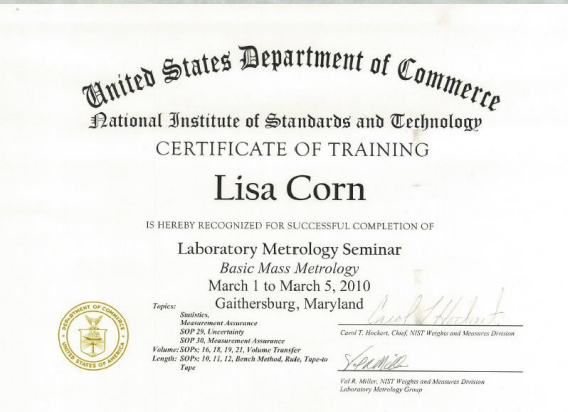 United States Department of Commerce
National Institute of Standards and Technology
CERTIFICATE OF TRAINING
Lisa Corn
IS HEREBY RECOGNIZED FOR SUCCESSFUL COMPLETION OF
Laboratory Metrology Seminar
Basic Mass Metrology
March 1 to March 5, 2010
Gaithersburg, Maryland
Topics:
Statistics,
Measurement Assurance
SOP 29, Uncertainty
SOP 30, Measurement Assurance
Volume: SOPs; 16, 18, 19, 21, Volume Transfer
Length: SOPs; 10, 11, 12, Bench Method, Rule, Tape-to
Tape
DEPARTMENT OF COMMERCE
UNITED STATES OF AMERICA
Carol T. Hockert
Carol T. Hockert, Chief, NIST Weights and Measures Division
Val Miller
Val R. Miller, NIST Weights and Measures Division
Laboratory Metrology Group